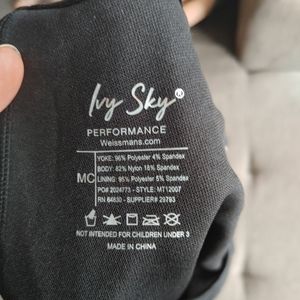 Ivy Sky
PERFORMANCE
Weissmans.com
YOKE: 96% Polyester 4% Spandex
BODY: 82% Nylon 18% Spandex
MC
LINING: 95% Polyester 5% Spandex
PO# 2024773 - STYLE: MT12007
RN 64630 - SUPPLIER# 29793
NOT INTENDED FOR CHILDREN UNDER 3
MADE IN CHINA